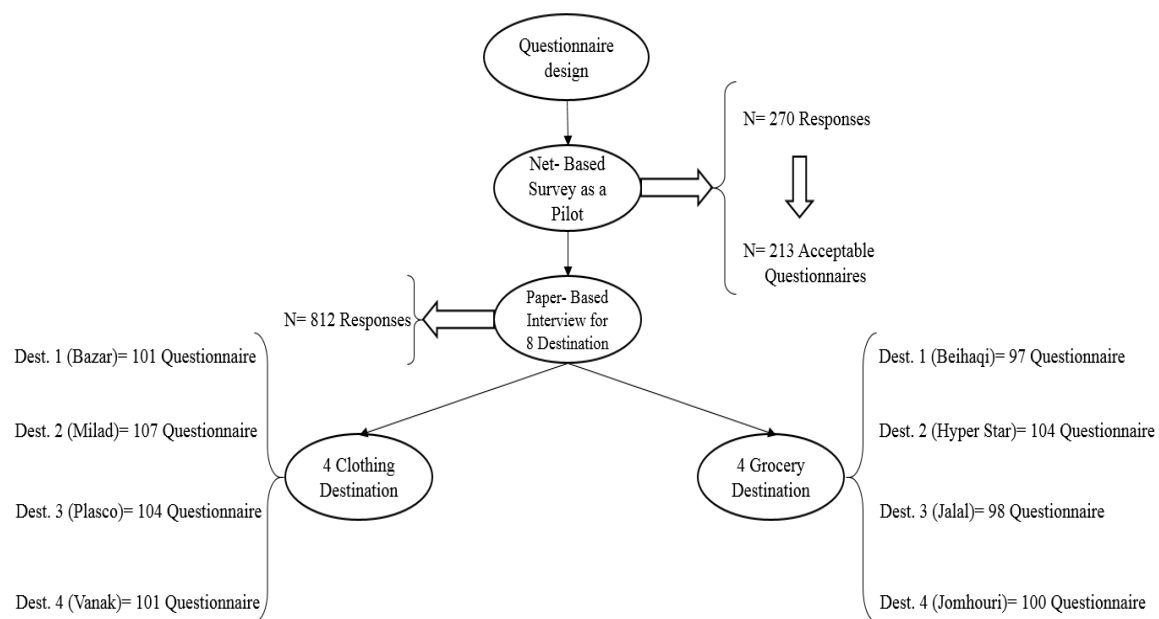 Questionnaire
design
N= 270 Responses
Net- Based
Survey as a
Pilot
N= 213 Acceptable
Questionnaires
Paper- Based
Interview for
8 Destination
N= 812 Responses
Dest. 1 (Bazar)= 101 Questionnaire
Dest. 2 (Milad)= 107 Questionnaire
Dest. 3 (Plasco)= 104 Questionnaire
Dest. 4 (Vanak)= 101 Questionnaire
4 Clothing
Destination
4 Grocery
Destination
Dest. 1 (Beihaqi)= 97 Questionnaire
Dest. 2 (Hyper Star)= 104 Questionnaire
Dest. 3 (Jalal)= 98 Questionnaire
Dest. 4 (Jomhouri)= 100 Questionnaire